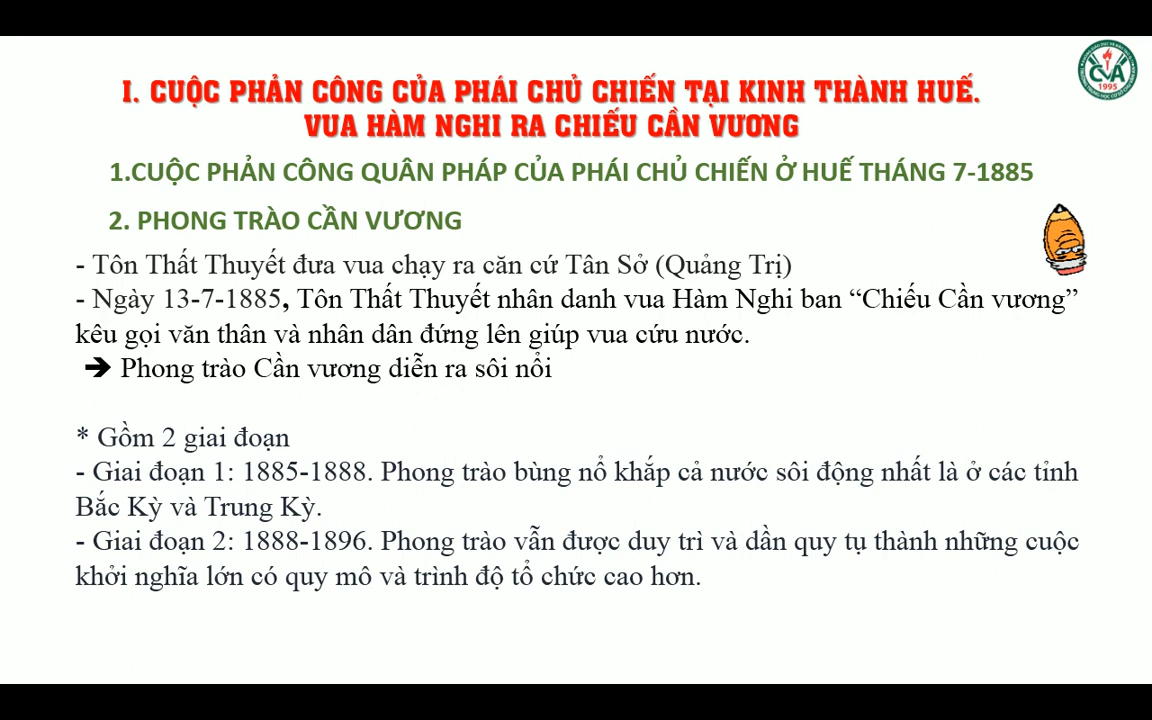 I. CUỘC PHẢN CÔNG CỦA PHÁI CHỦ CHIẾN TẠI KINH THÀNH HUẾ.
VUA HÀM NGHI RA CHIẾU CẦN VƯƠNG
1.CUỘC PHẢN CÔNG QUÂN PHÁP CỦA PHÁI CHỦ CHIẾN Ở HUẾ THÁNG 7-1885
2. PHONG TRÀO CẦN VƯƠNG
- Tôn Thất Thuyết đưa vua chạy ra căn cứ Tân Sở (Quảng Trị)
- Ngày 13-7-1885, Tôn Thất Thuyết nhân danh vua Hàm Nghi ban “Chiếu Cần vương”
kêu gọi văn thân và nhân dân đứng lên giúp vua cứu nước.
➔ Phong trào Cần vương diễn ra sôi nổi
* Gồm 2 giai đoạn
- Giai đoạn 1: 1885-1888. Phong trào bùng nổ khắp cả nước sôi động nhất là ở các tỉnh
Bắc Kỳ và Trung Kỳ.
- Giai đoạn 2: 1888-1896. Phong trào vẫn được duy trì và dần quy tụ thành những cuộc
khởi nghĩa lớn có quy mô và trình độ tổ chức cao hơn.
CVA
1995